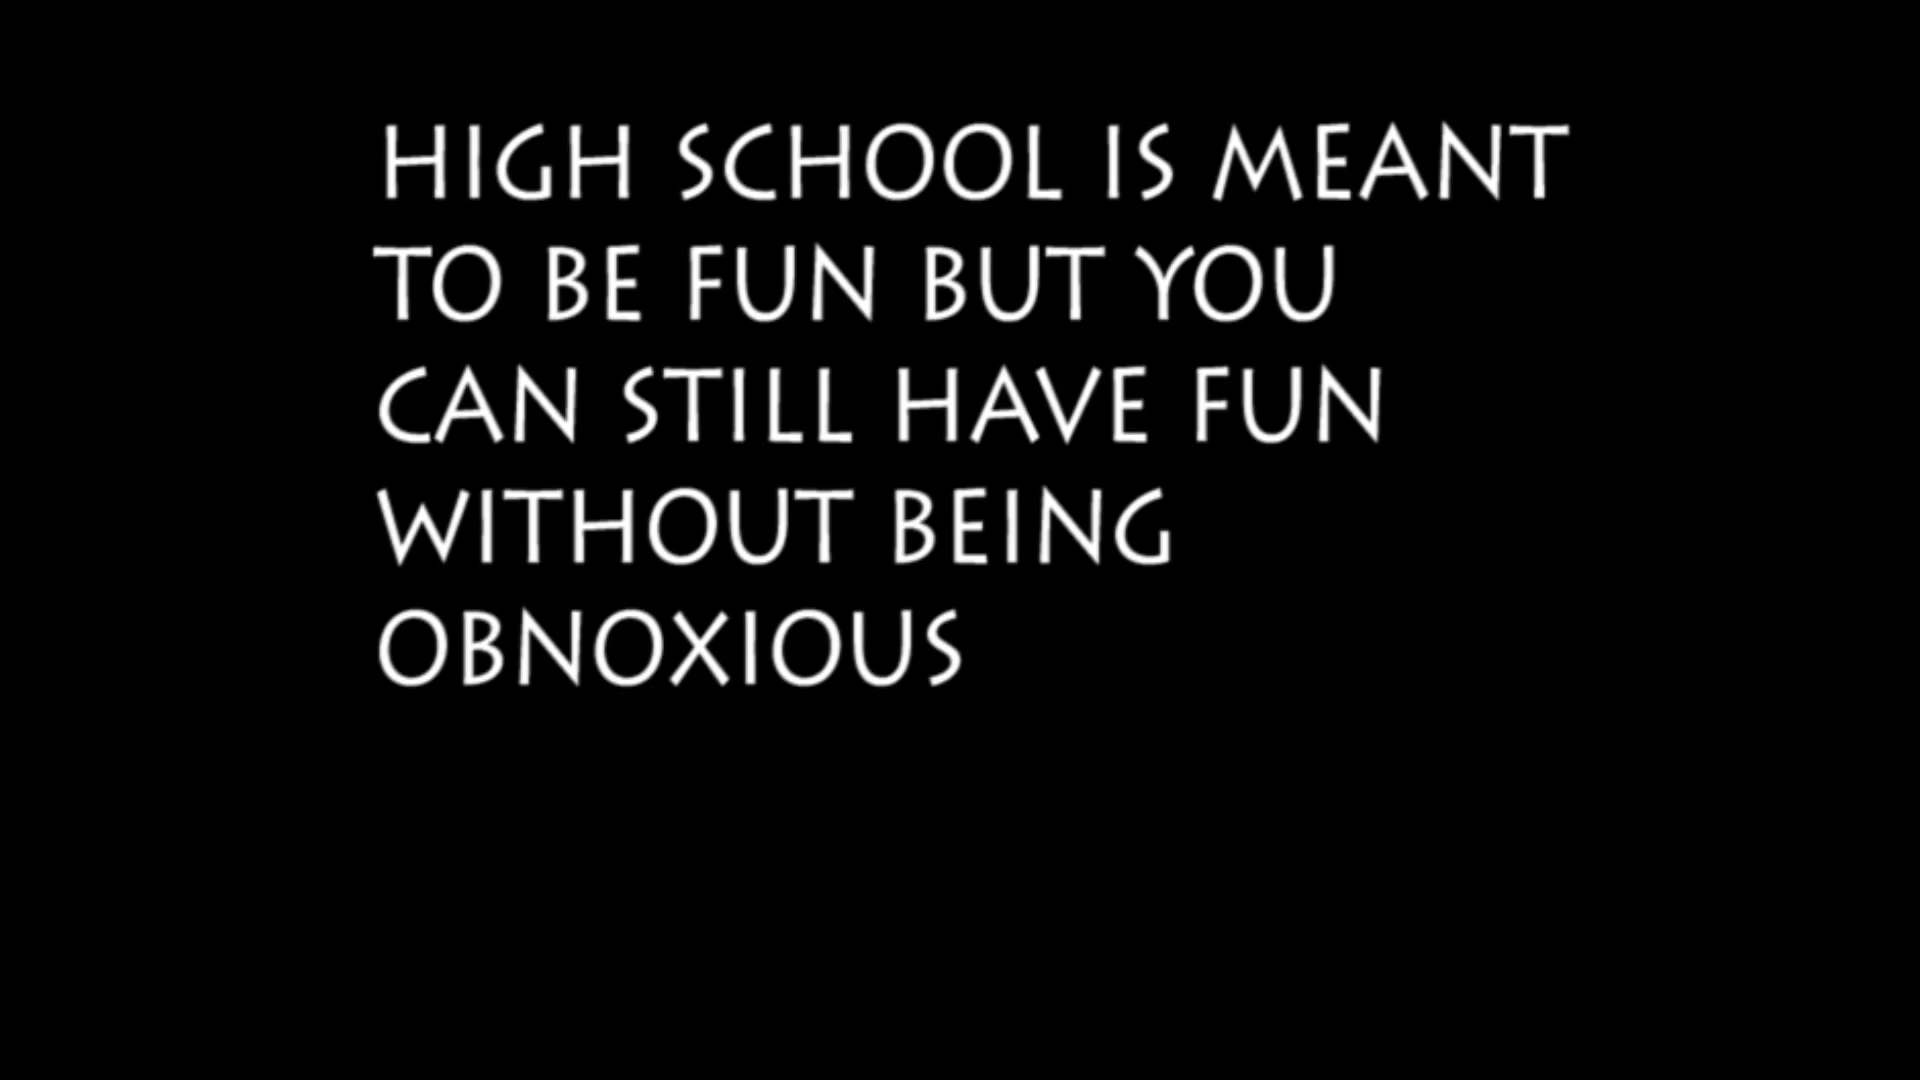 HIGH SCHOOL IS MEANT
TO BE FUN BUT YOU
CAN STILL HAVE FUN
WITHOUT BEING
OBNOXIOUS